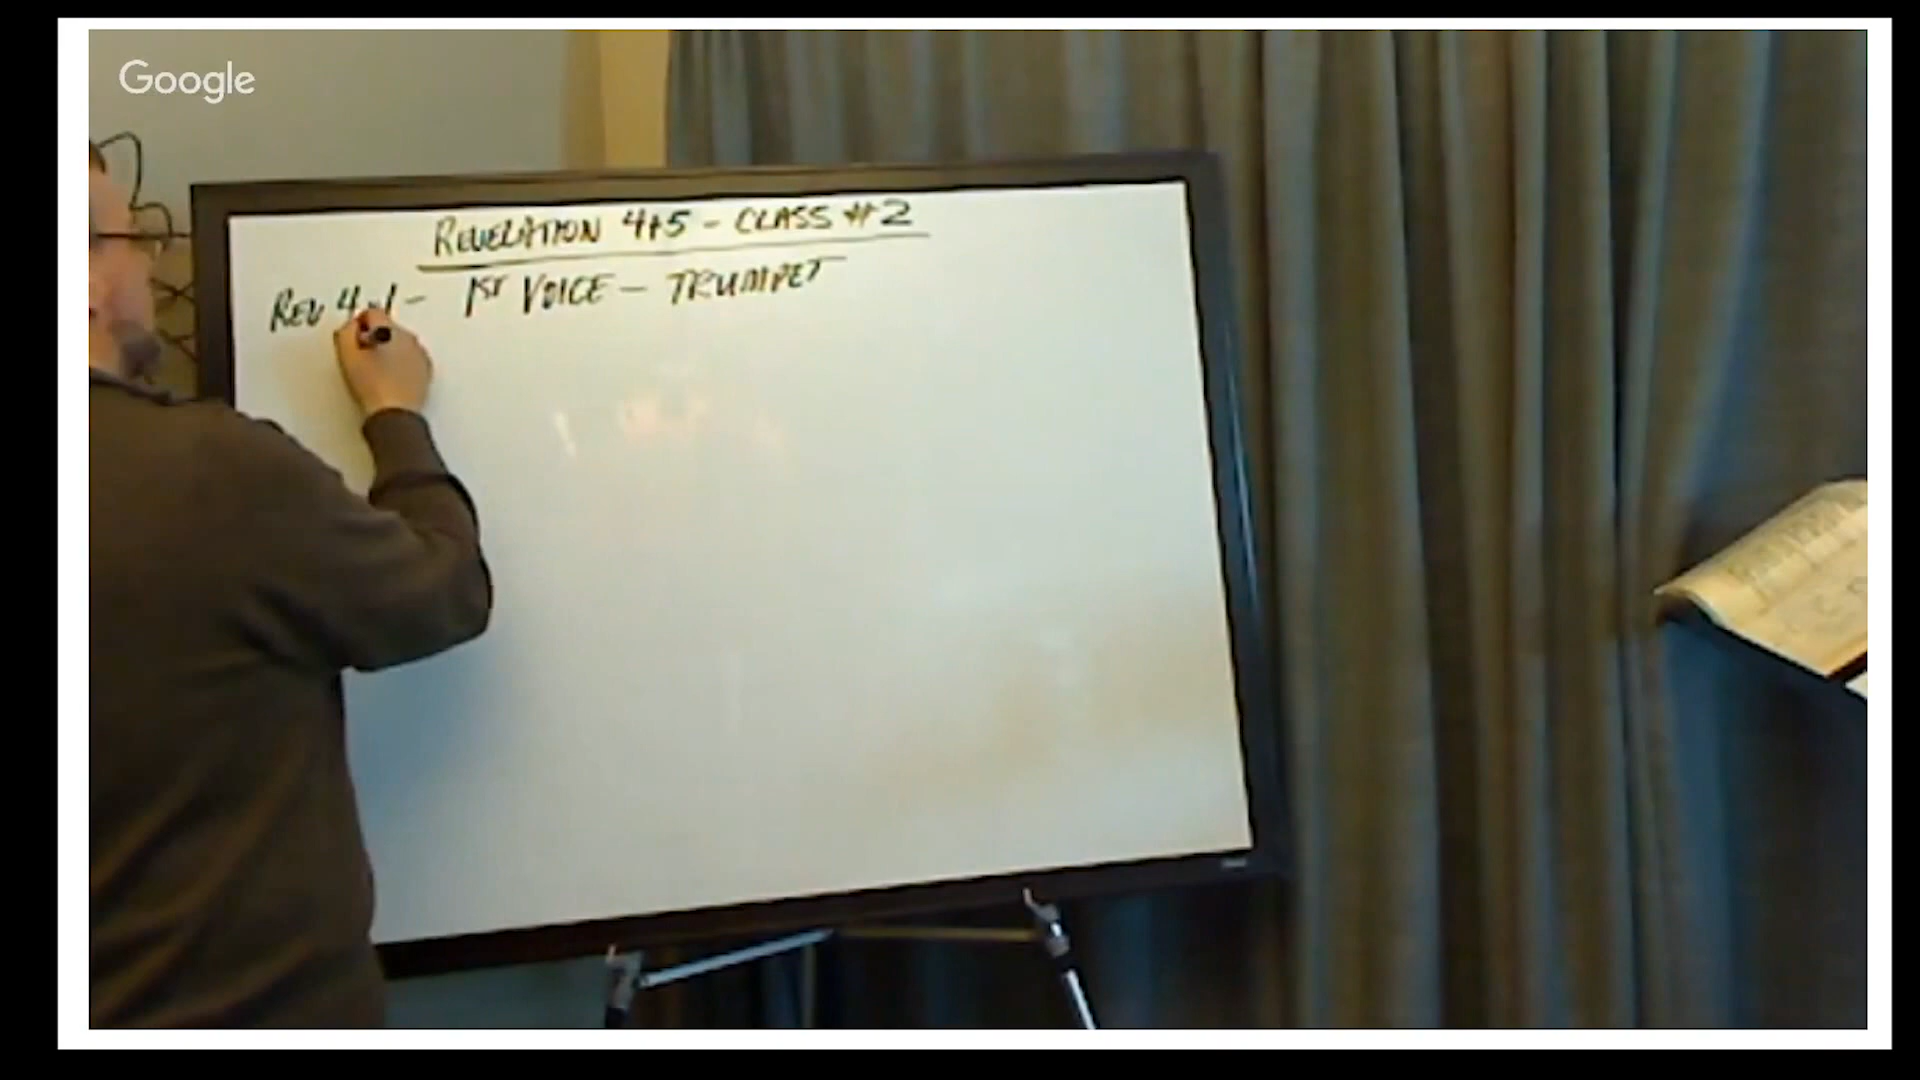 Google
REVELATION 4+5 - CLASS #2
REV 4:1 - 1ST VOICE - TRUMPET